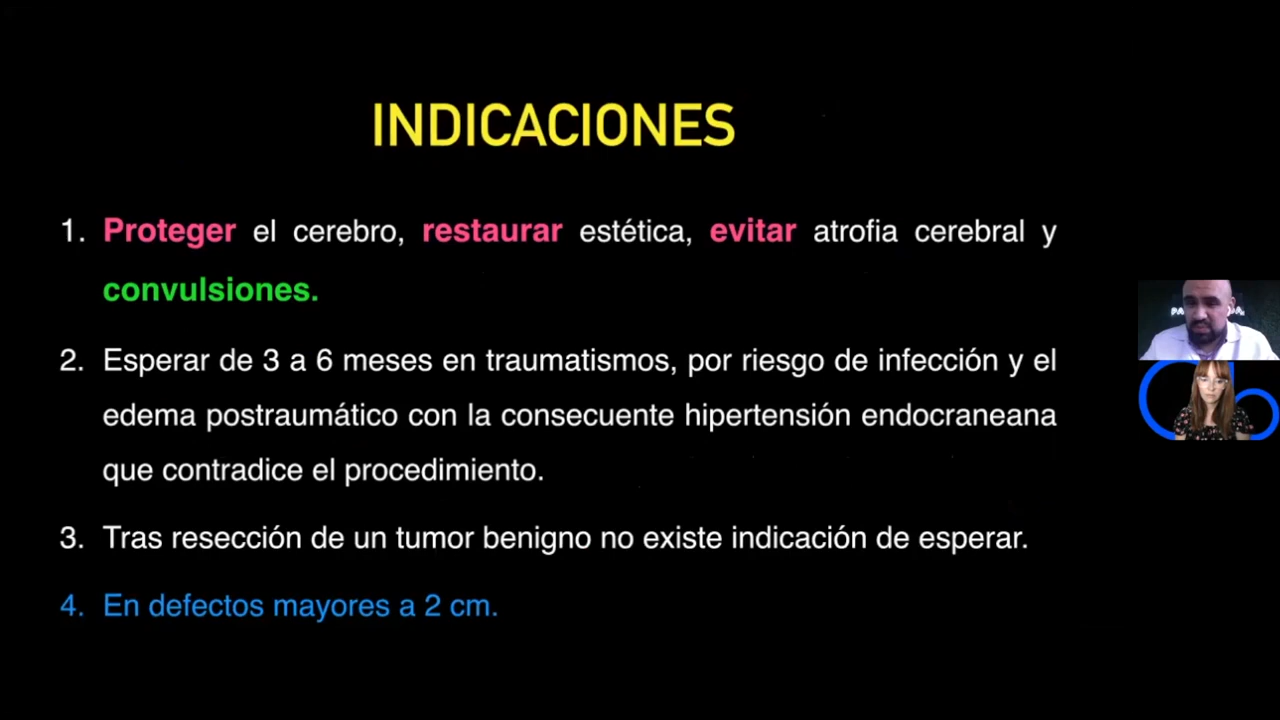 INDICACIONES
1. Proteger el cerebro, restaurar estética, evitar atrofia cerebral y
convulsiones.
2. Esperar de 3 a 6 meses en traumatismos, por riesgo de infección y el
edema postraumático con la consecuente hipertensión endocraneana
que contradice el procedimiento.
3. Tras resección de un tumor benigno no existe indicación de esperar.
4. En defectos mayores a 2 cm.